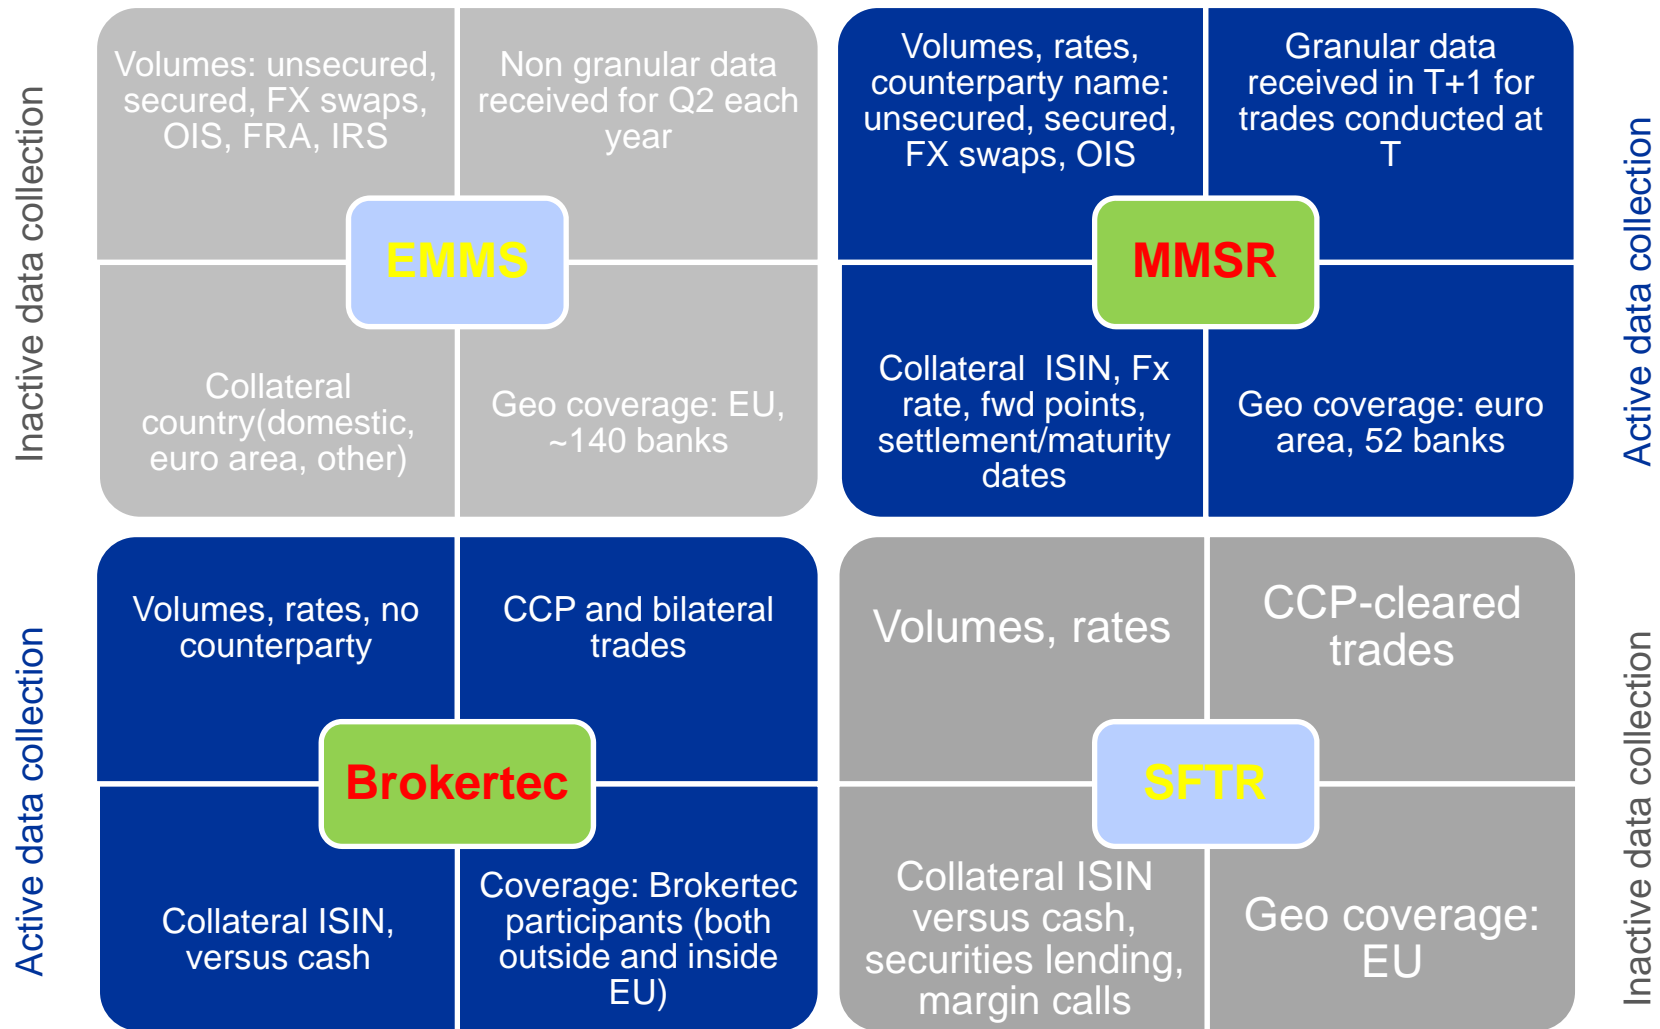 Inactive data collection
Volumes: unsecured,
secured, FX swaps,
OIS, FRA, IRS
Non granular data
received for Q2 each
year
EMMS
Collateral
country(domestic,
euro area, other)
Geo coverage: EU,
~140 banks
Volumes, rates,
counterparty name:
unsecured, secured,
FX swaps, OIS
Granular data
received in T+1 for
trades conducted at
T
MMSR
Collateral ISIN, Fx
rate, fwd points,
settlement/maturity
dates
Geo coverage: euro
area, 52 banks
Active data collection
Active data collection
Volumes, rates, no
counterparty
CCP and bilateral
trades
Brokertec
Collateral ISIN,
versus cash
Coverage: Brokertec
participants (both
outside and inside
EU)
Volumes, rates
CCP-cleared
trades
SFTR
Collateral ISIN
versus cash,
securities lending,
margin calls
Geo coverage:
EU
Inactive data collection